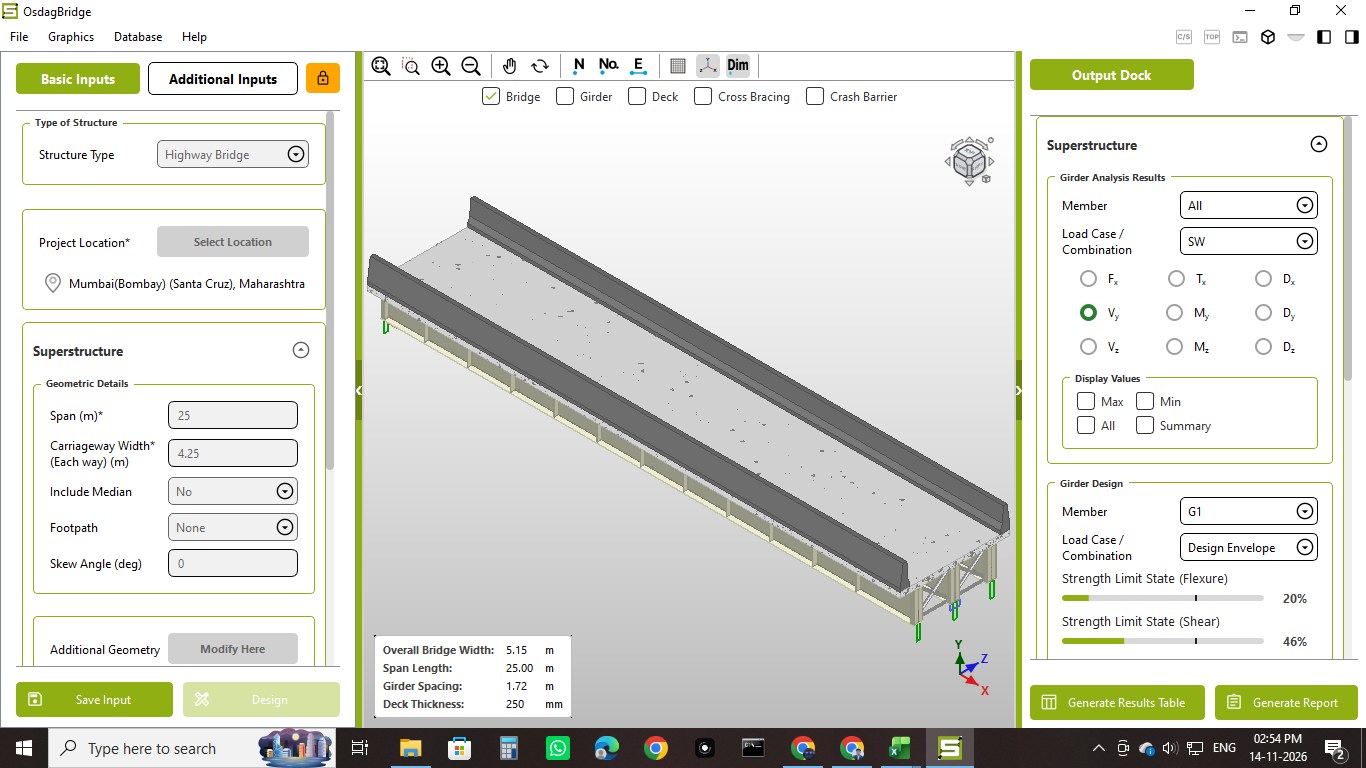 OsdagBridge
File Graphics Database Help
C/S TOP
Basic Inputs
Additional Inputs
N No. E Dim
Bridge Girder Deck Cross Bracing Crash Barrier
Type of Structure
Structure Type Highway Bridge
Project Location* Select Location
Mumbai(Bombay) (Santa Cruz), Maharashtra
Superstructure
Geometric Details
Span (m)* 25
Carriageway Width*
(Each way) (m) 4.25
Include Median No
Footpath None
Skew Angle (deg) 0
Additional Geometry Modify Here
Save Input Design
Overall Bridge Width: 5.15 m
Span Length: 25.00 m
Girder Spacing: 1.72 m
Deck Thickness: 250 mm
Y
Z
X
Output Dock
Superstructure
Girder Analysis Results
Member All
Load Case /
Combination SW
Fx Tx Dx
Vy My Dy
Vz Mz Dz
Display Values
Max Min
All Summary
Girder Design
Member G1
Load Case /
Combination Design Envelope
Strength Limit State (Flexure)
20%
Strength Limit State (Shear)
46%
Generate Results Table Generate Report
Type here to search
ENG
02:54 PM
14-11-2026
2